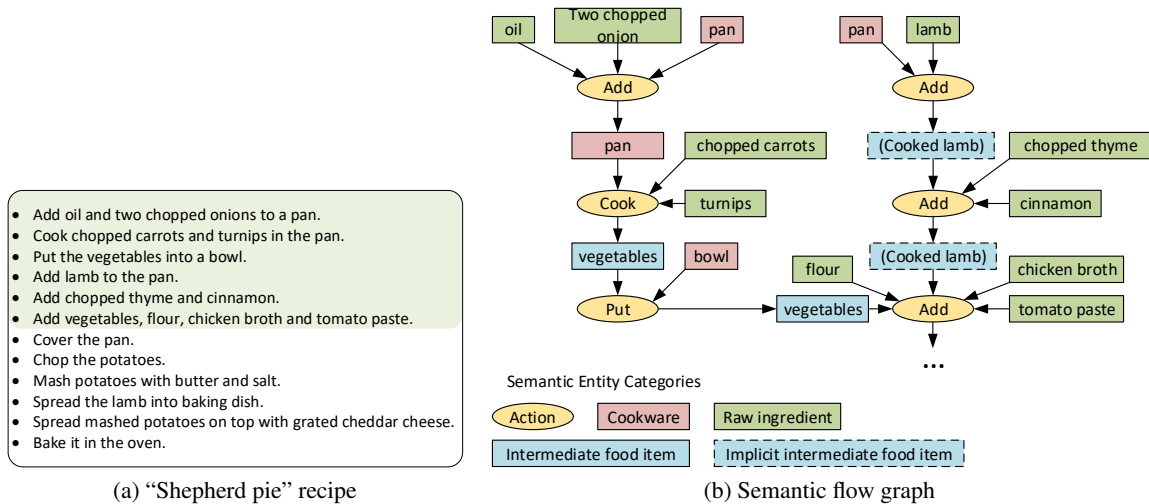 • Add oil and two chopped onions to a pan.
• Cook chopped carrots and turnips in the pan.
• Put the vegetables into a bowl.
• Add lamb to the pan.
• Add chopped thyme and cinnamon.
• Add vegetables, flour, chicken broth and tomato paste.
• Cover the pan.
• Chop the potatoes.
• Mash potatoes with butter and salt.
• Spread the lamb into baking dish.
• Spread mashed potatoes on top with grated cheddar cheese.
• Bake it in the oven.
(a) “Shepherd pie” recipe
oil
Two chopped
onion
pan
Add
pan
chopped carrots
Cook
turnips
vegetables
bowl
Put
vegetables
pan
lamb
Add
(Cooked lamb)
chopped thyme
Add
cinnamon
(Cooked lamb)
flour
chicken broth
Add
tomato paste
...
Semantic Entity Categories
Action
Cookware
Raw ingredient
Intermediate food item
Implicit intermediate food item
(b) Semantic flow graph